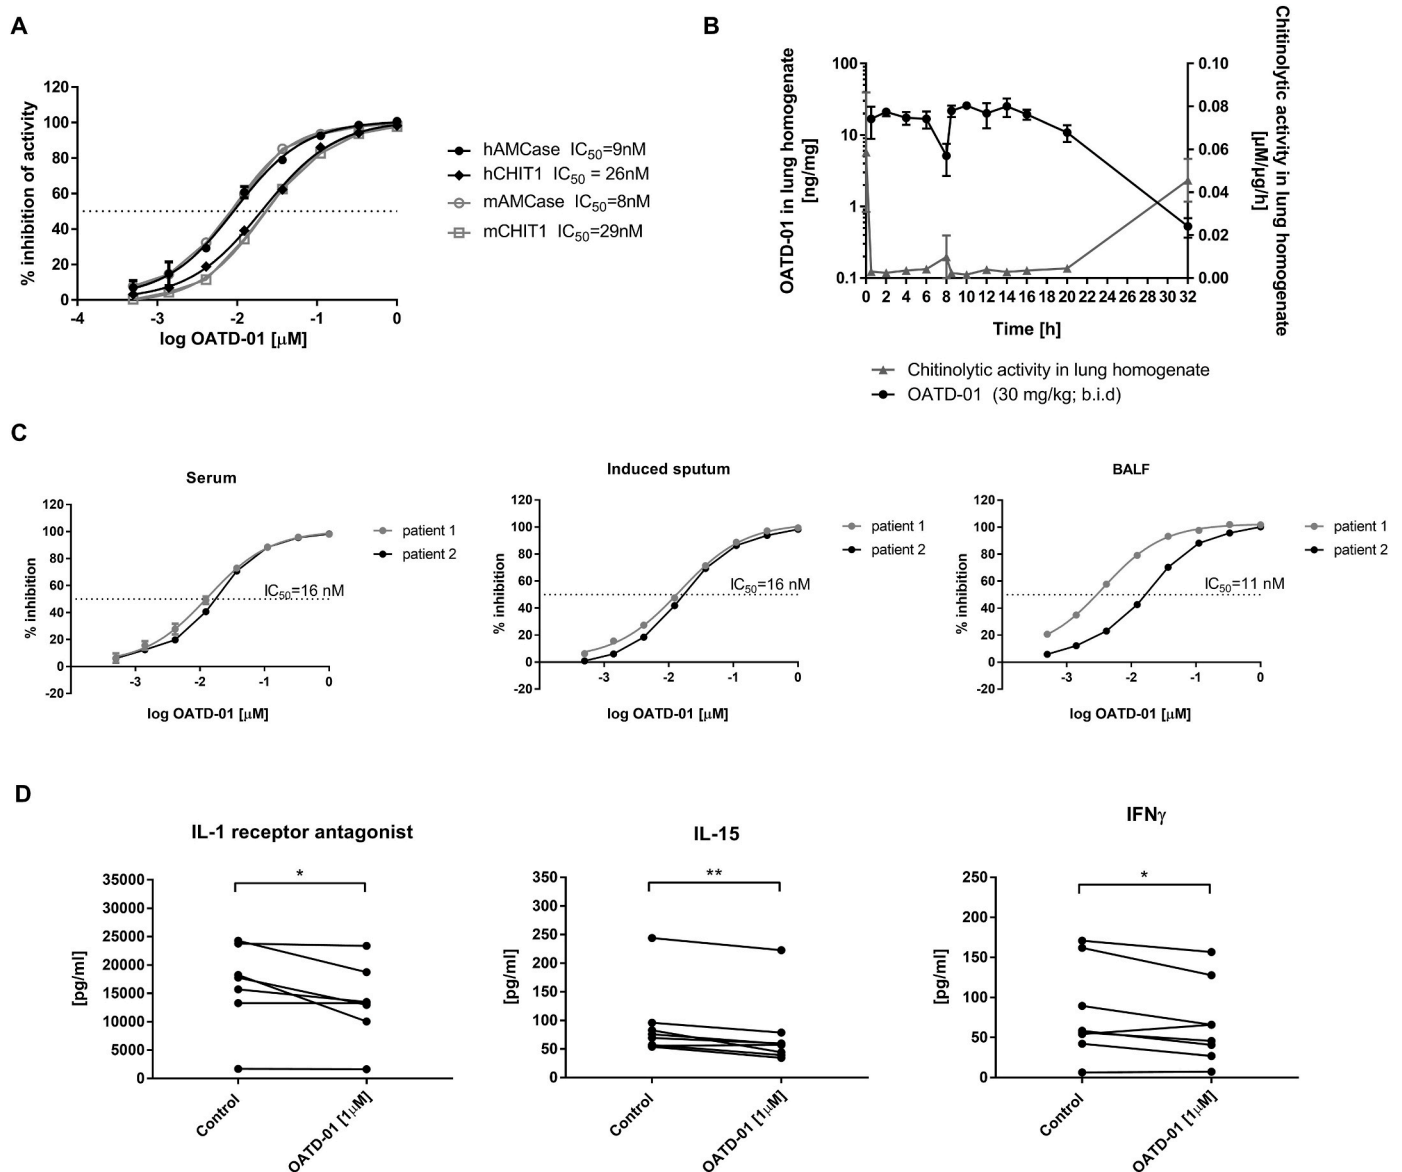 A
% inhibition of activity
120
100
80
60
40
20
0
-4 -3 -2 -1 0
log OATD-01 [μM]
hAMCase IC50=9nM
hCHIT1 IC50 = 26nM
mAMCase IC50=8nM
mCHIT1 IC50=29nM
B
OATD-01 in lung homogenate
[ng/mg]
100
10
1
0.1
0 2 4 6 8 10 12 14 16 18 20 22 24 26 28 30 32
Time [h]
0.10
0.08
0.06
0.04
0.02
0.00
Chitinolytic activity in lung homogenate
[μM/μg/h]
Chitinolytic activity in lung homogenate
OATD-01 (30 mg/kg; b.i.d)
C
Serum
% inhibition
120
100
80
60
40
20
0
-20
-3 -2 -1 0
log OATD-01 [μM]
IC50=16 nM
patient 1
patient 2
Induced sputum
% inhibition
120
100
80
60
40
20
0
-20
-3 -2 -1 0
log OATD-01 [μM]
IC50=16 nM
patient 1
patient 2
BALF
% inhibition
120
100
80
60
40
20
0
-20
-3 -2 -1 0
log OATD-01 [μM]
IC50=11 nM
patient 1
patient 2
D
IL-1 receptor antagonist
*
[pg/ml]
35000
30000
25000
20000
15000
10000
5000
0
Control
OATD-01 [1μM]
IL-15
**
[pg/ml]
350
300
250
200
150
100
50
0
Control
OATD-01 [1μM]
IFNγ
*
[pg/ml]
250
200
150
100
50
0
Control
OATD-01 [1μM]